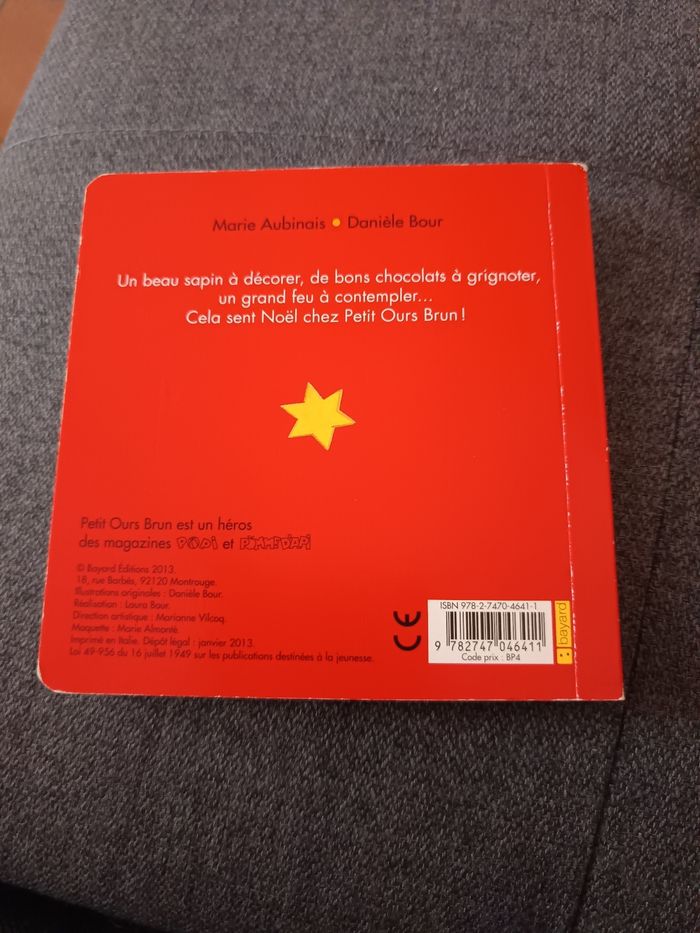 Marie Aubinais • Danièle Bour
Un beau sapin à décorer, de bons chocolats à grignoter,
un grand feu à contempler...
Cela sent Noël chez Petit Ours Brun !
Petit Ours Brun est un héros
des magazines POPI et POMME D'API
© Bayard Éditions 2013.
18, rue Barbès, 92120 Montrouge.
Illustrations originales : Danièle Bour.
Réalisation : Laura Bour.
Direction artistique : Marianne Vilcoq.
Maquette : Marie Almonté.
Imprimé en Italie. Dépôt légal : janvier 2013.
Loi 49-956 du 16 juillet 1949 sur les publications destinées à la jeunesse.
CE
ISBN 978-2-7470-4641-1
9 782747 046411
Code prix : BP4
bayard